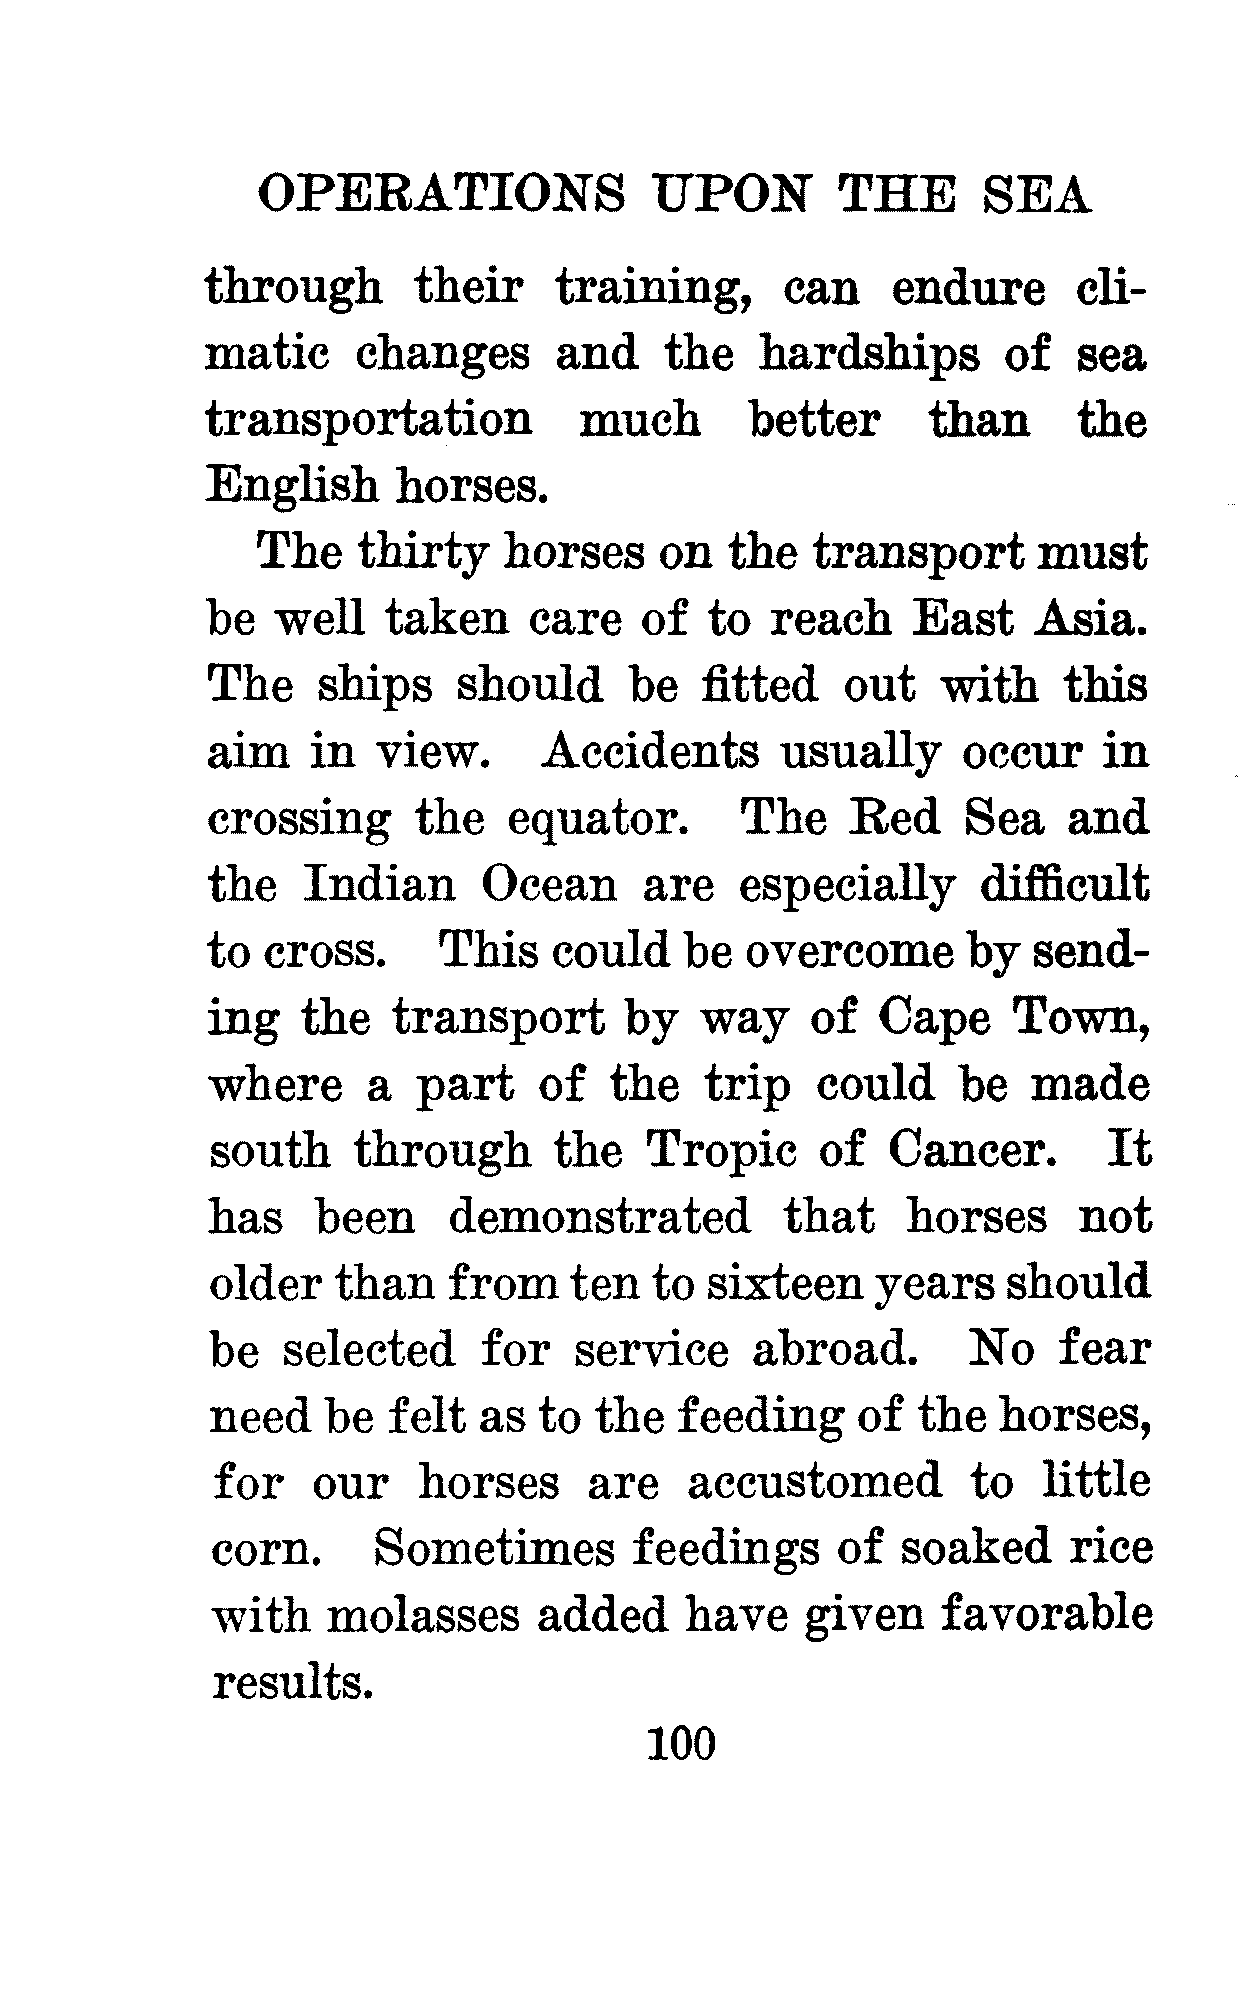 OPERATIONS UPON THE SEA
through their training, can endure cli-
matic changes and the hardships of sea
transportation much better than the
English horses.
The thirty horses on the transport must
be well taken care of to reach East Asia.
The ships should be fitted out with this
aim in view. Accidents usually occur in
crossing the equator. The Red Sea and
the Indian Ocean are especially difficult
to cross. This could be overcome by send-
ing the transport by way of Cape Town,
where a part of the trip could be made
south through the Tropic of Cancer. It
has been demonstrated that horses not
older than from ten to sixteen years should
be selected for service abroad. No fear
need be felt as to the feeding of the horses,
for our horses are accustomed to little
corn. Sometimes feedings of soaked rice
with molasses added have given favorable
results.
100